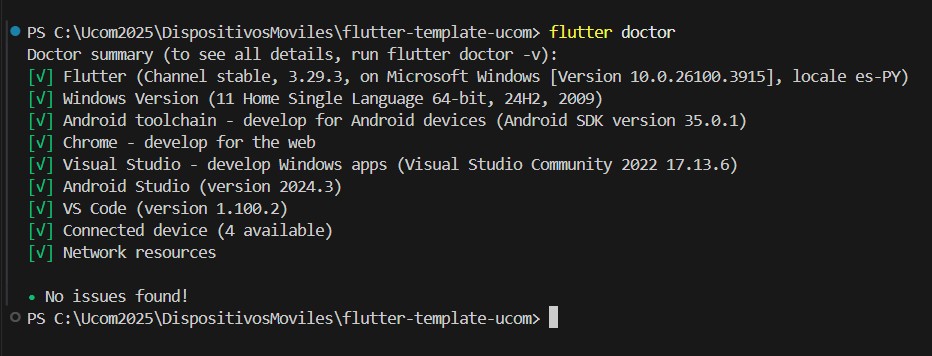 PS C:\Ucom2025\DispositivosMoviles\flutter-template-ucom> flutter doctor
Doctor summary (to see all details, run flutter doctor -v):
[√] Flutter (Channel stable, 3.29.3, on Microsoft Windows [Version 10.0.26100.3915], locale es-PY)
[√] Windows Version (11 Home Single Language 64-bit, 24H2, 2009)
[√] Android toolchain - develop for Android devices (Android SDK version 35.0.1)
[√] Chrome - develop for the web
[√] Visual Studio - develop Windows apps (Visual Studio Community 2022 17.13.6)
[√] Android Studio (version 2024.3)
[√] VS Code (version 1.100.2)
[√] Connected device (4 available)
[√] Network resources
• No issues found!
PS C:\Ucom2025\DispositivosMoviles\flutter-template-ucom>